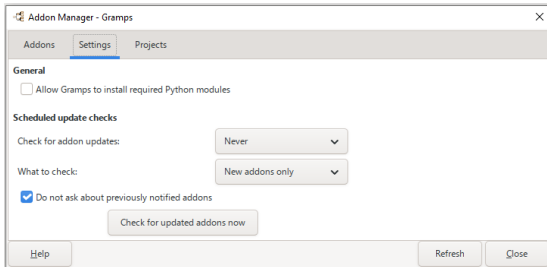 Addon Manager - Gramps
Addons Settings Projects
General
Allow Gramps to install required Python modules
Scheduled update checks
Check for addon updates: Never
What to check: New addons only
Do not ask about previously notified addons
Check for updated addons now
Help Refresh Close